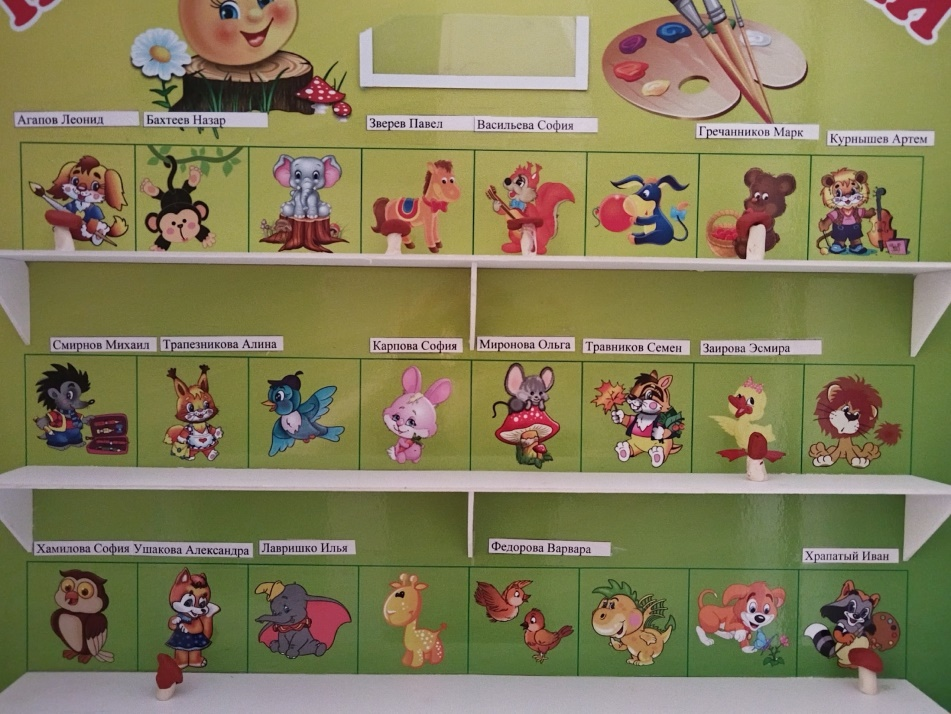 Агапов Леонид
Бахтеев Назар
Зверев Павел
Васильева София
Гречанников Марк
Курнышев Артем
Смирнов Михаил
Трапезникова Алина
Карпова София
Миронова Ольга
Травников Семен
Заирова Эсмира
Хамилова София
Ушакова Александра
Лавришко Илья
Федорова Варвара
Храпатый Иван